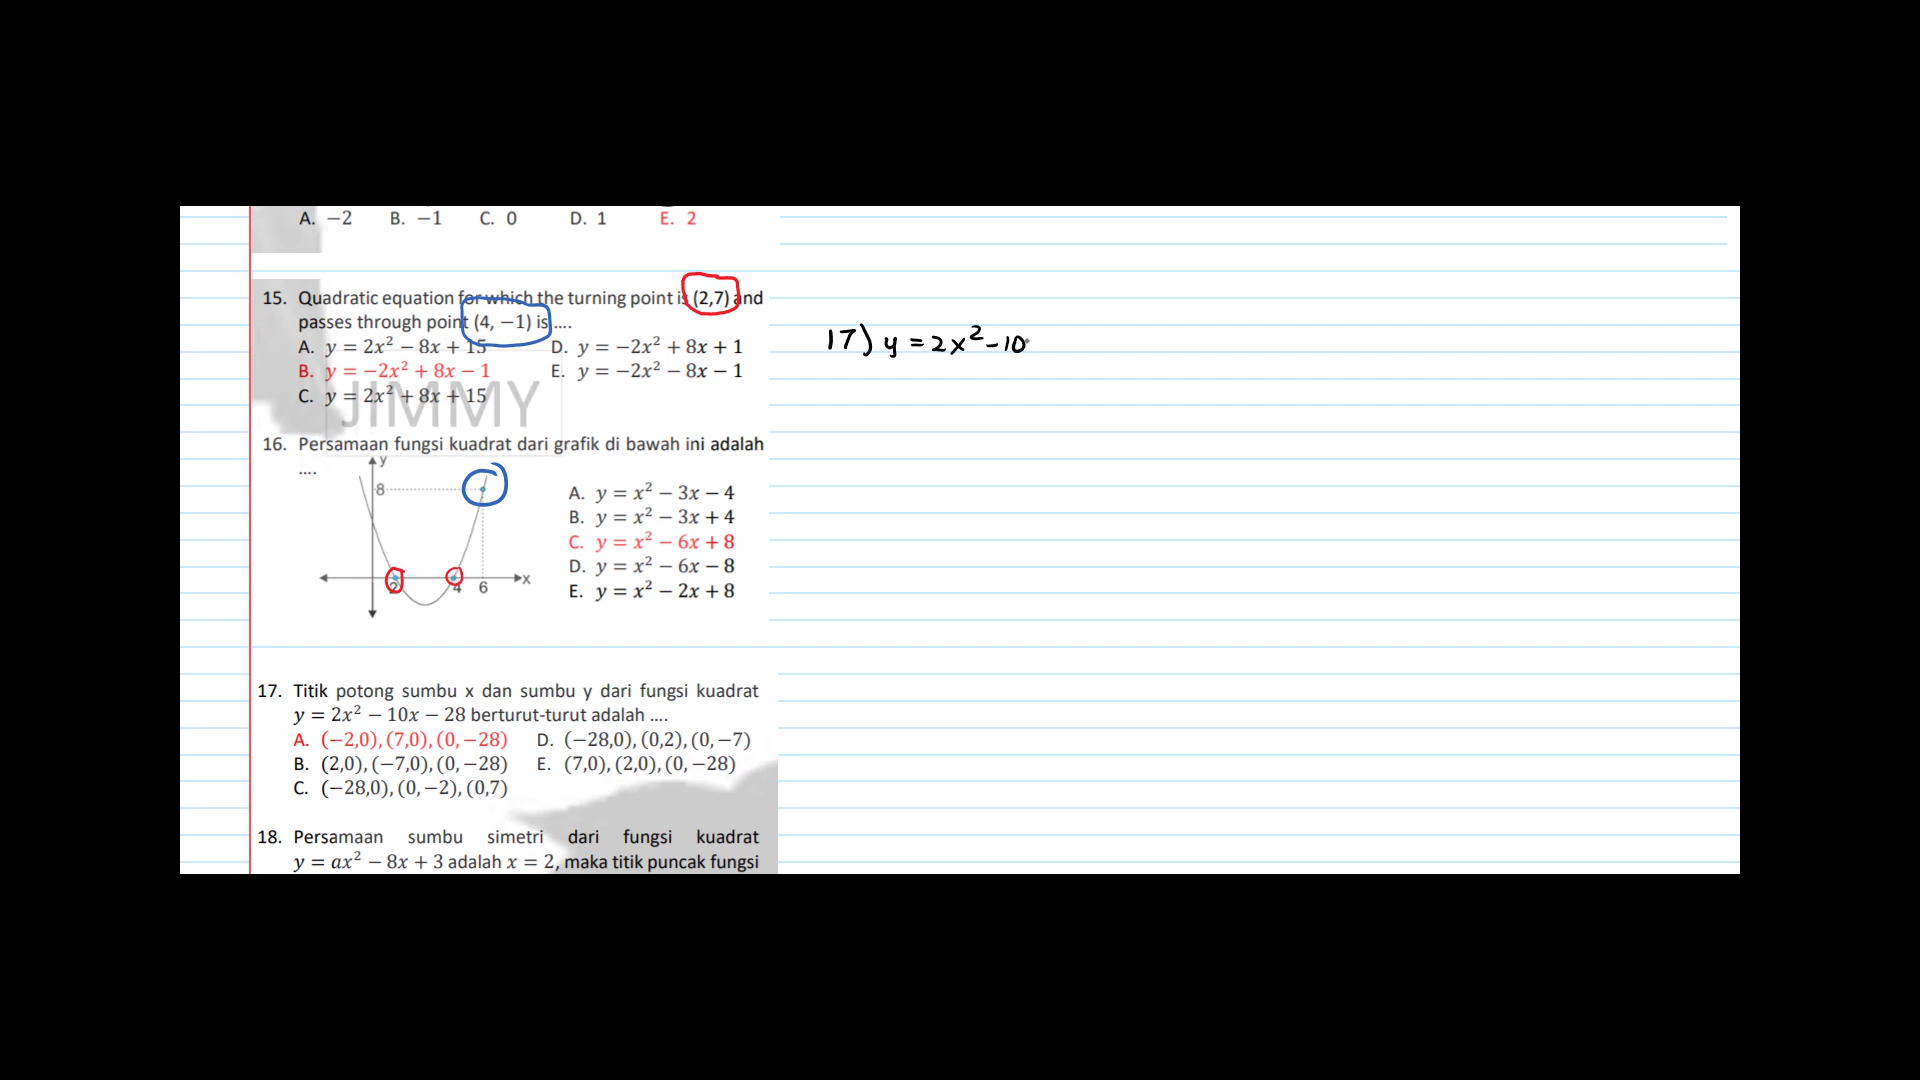 A. −2 B. −1 C. 0 D. 1 E. 2
15. Quadratic equation for which the turning point is (2,7) and
passes through point (4, −1) is ....
A. y = 2x² − 8x + 15 D. y = −2x² + 8x + 1
B. y = −2x² + 8x − 1 E. y = −2x² − 8x − 1
C. y = 2x² + 8x + 15
JIMMY
16. Persamaan fungsi kuadrat dari grafik di bawah ini adalah
....
y
8
2 4 6 x
A. y = x² − 3x − 4
B. y = x² − 3x + 4
C. y = x² − 6x + 8
D. y = x² − 6x − 8
E. y = x² − 2x + 8
17. Titik potong sumbu x dan sumbu y dari fungsi kuadrat
y = 2x² − 10x − 28 berturut-turut adalah ....
A. (−2,0), (7,0), (0, −28) D. (−28,0), (0,2), (0, −7)
B. (2,0), (−7,0), (0, −28) E. (7,0), (2,0), (0, −28)
C. (−28,0), (0, −2), (0,7)
18. Persamaan sumbu simetri dari fungsi kuadrat
y = ax² − 8x + 3 adalah x = 2, maka titik puncak fungsi
17) y = 2x² - 10